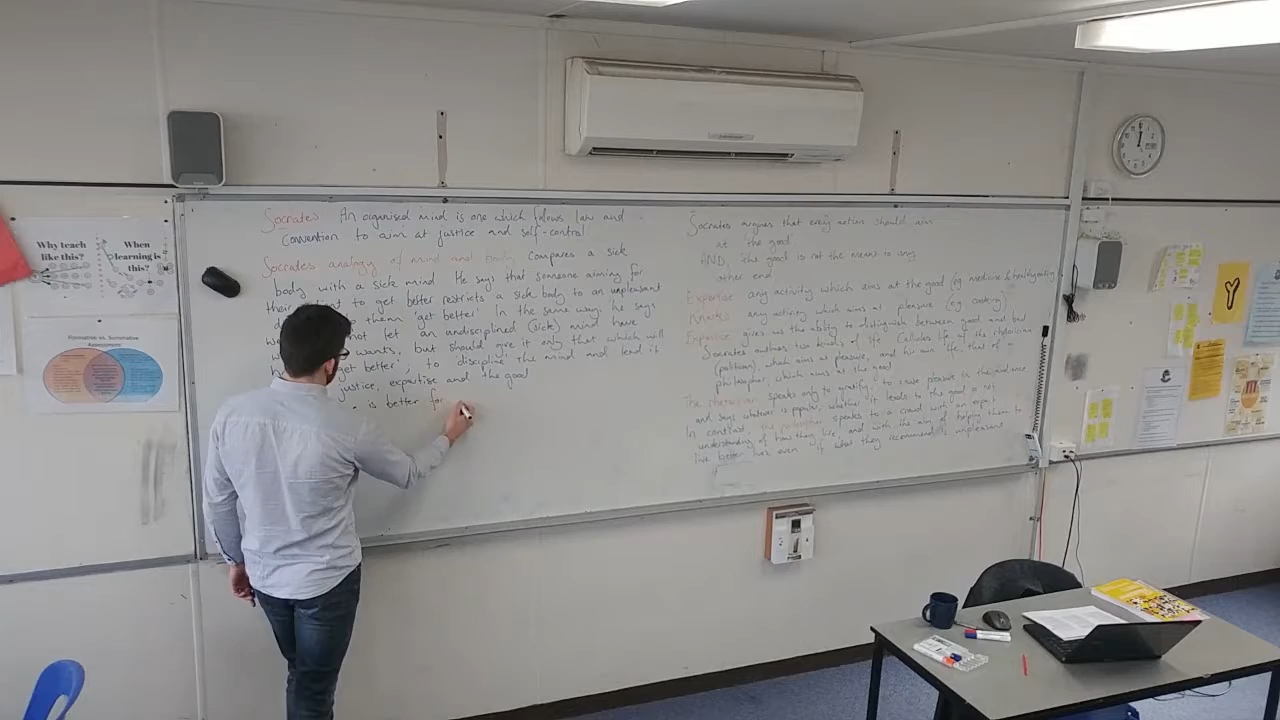 Why teach
like this?
When
learning is
this?
Formative vs. Summative
Assessment
Socrates An organised mind is one which follows law and
Convention to aim at justice and self-control
Socrates analogy of mind and body Compares a sick
body with a sick mind. He says that someone aiming for
their to get better restricts a sick body to an unpleasant
than 'get better' In the same way, he says
not let an undisciplined (sick) mind have
wants, but should give it only that which will
get better, to discipline the mind and lead it
justice, expertise and the good
is better for
Socrates argues that every action should aim
at the good
AND, the good is not the means to any
other end
Expertise any activity which aims at the good (eg medicine & healthy eating)
Knacks any activity which aims at pleasure (eg cookery)
Expertise gives us the ability to distinguish between good and bad
Socrates outlines two kinds of life. Callicles' life of the rhetorician
(politician), which aims at pleasure, and his own life, that of a
philosopher, which aims at the good
The rhetorician speaks only to gratify, to cause pleasure in the audience
and says whatever is popular, whether it leads to the good or not
In contrast, the philosopher speaks to a crowd with an expert
understanding of how they live and with the aim of helping them to
live better lives even if what they recommend is unpleasant